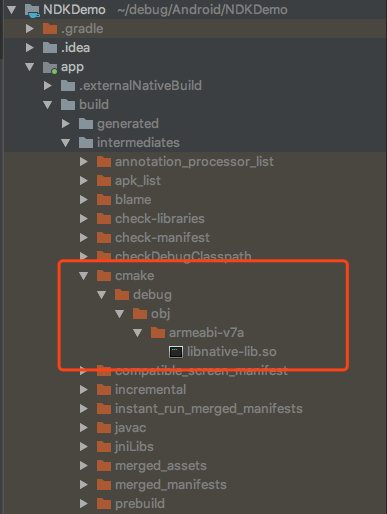 NDKDemo ~/debug/Android/NDKDemo
.gradle
.idea
app
.externalNativeBuild
build
generated
intermediates
annotation_processor_list
apk_list
blame
check-libraries
check-manifest
checkDebugClasspath
cmake
debug
obj
armeabi-v7a
libnative-lib.so
compatible_screen_manifest
incremental
instant_run_merged_manifests
javac
jniLibs
merged_assets
merged_manifests
prebuild